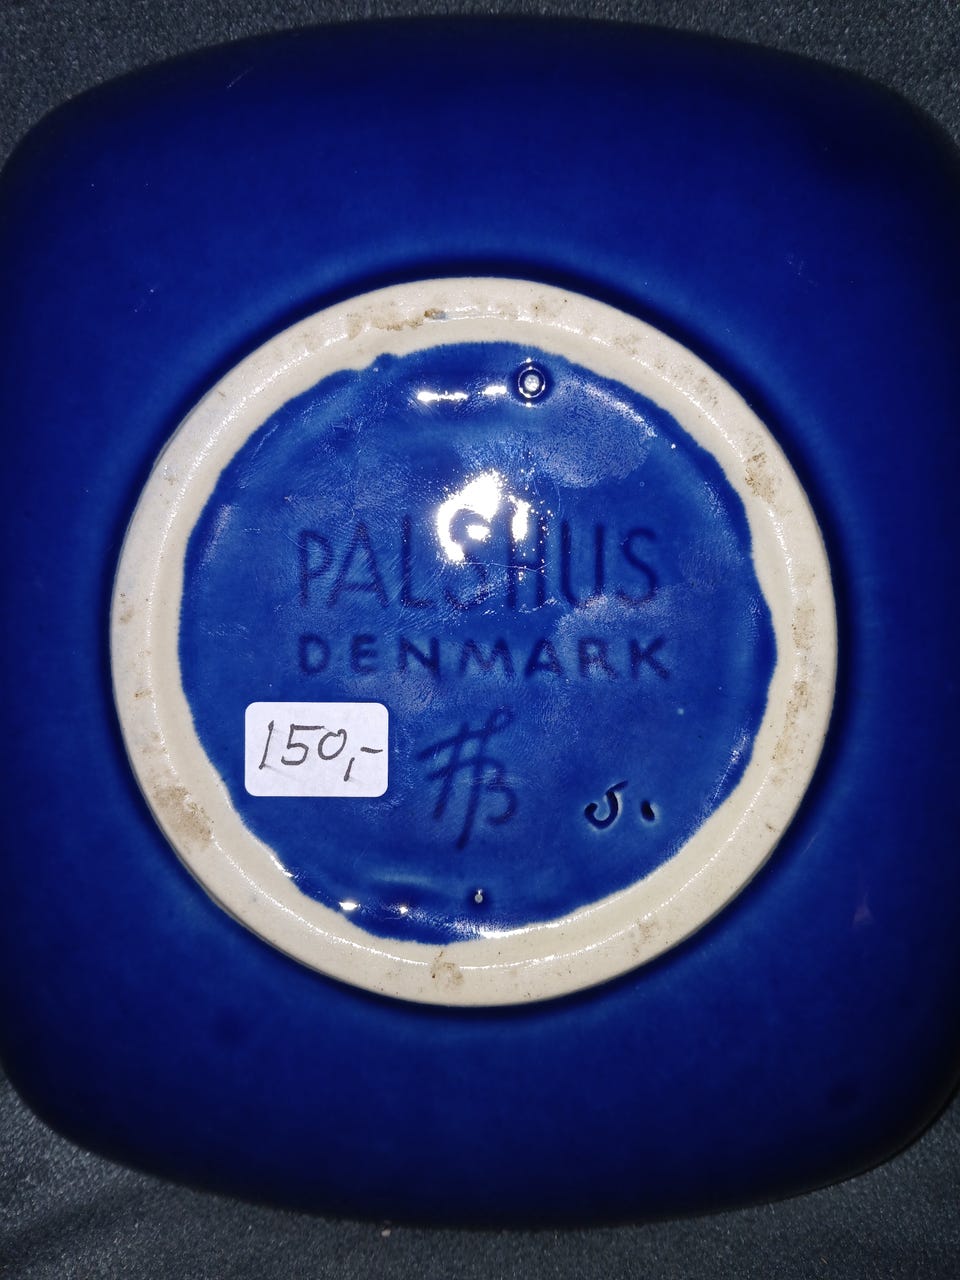 PALSHUS
DENMARK
150,-
J.